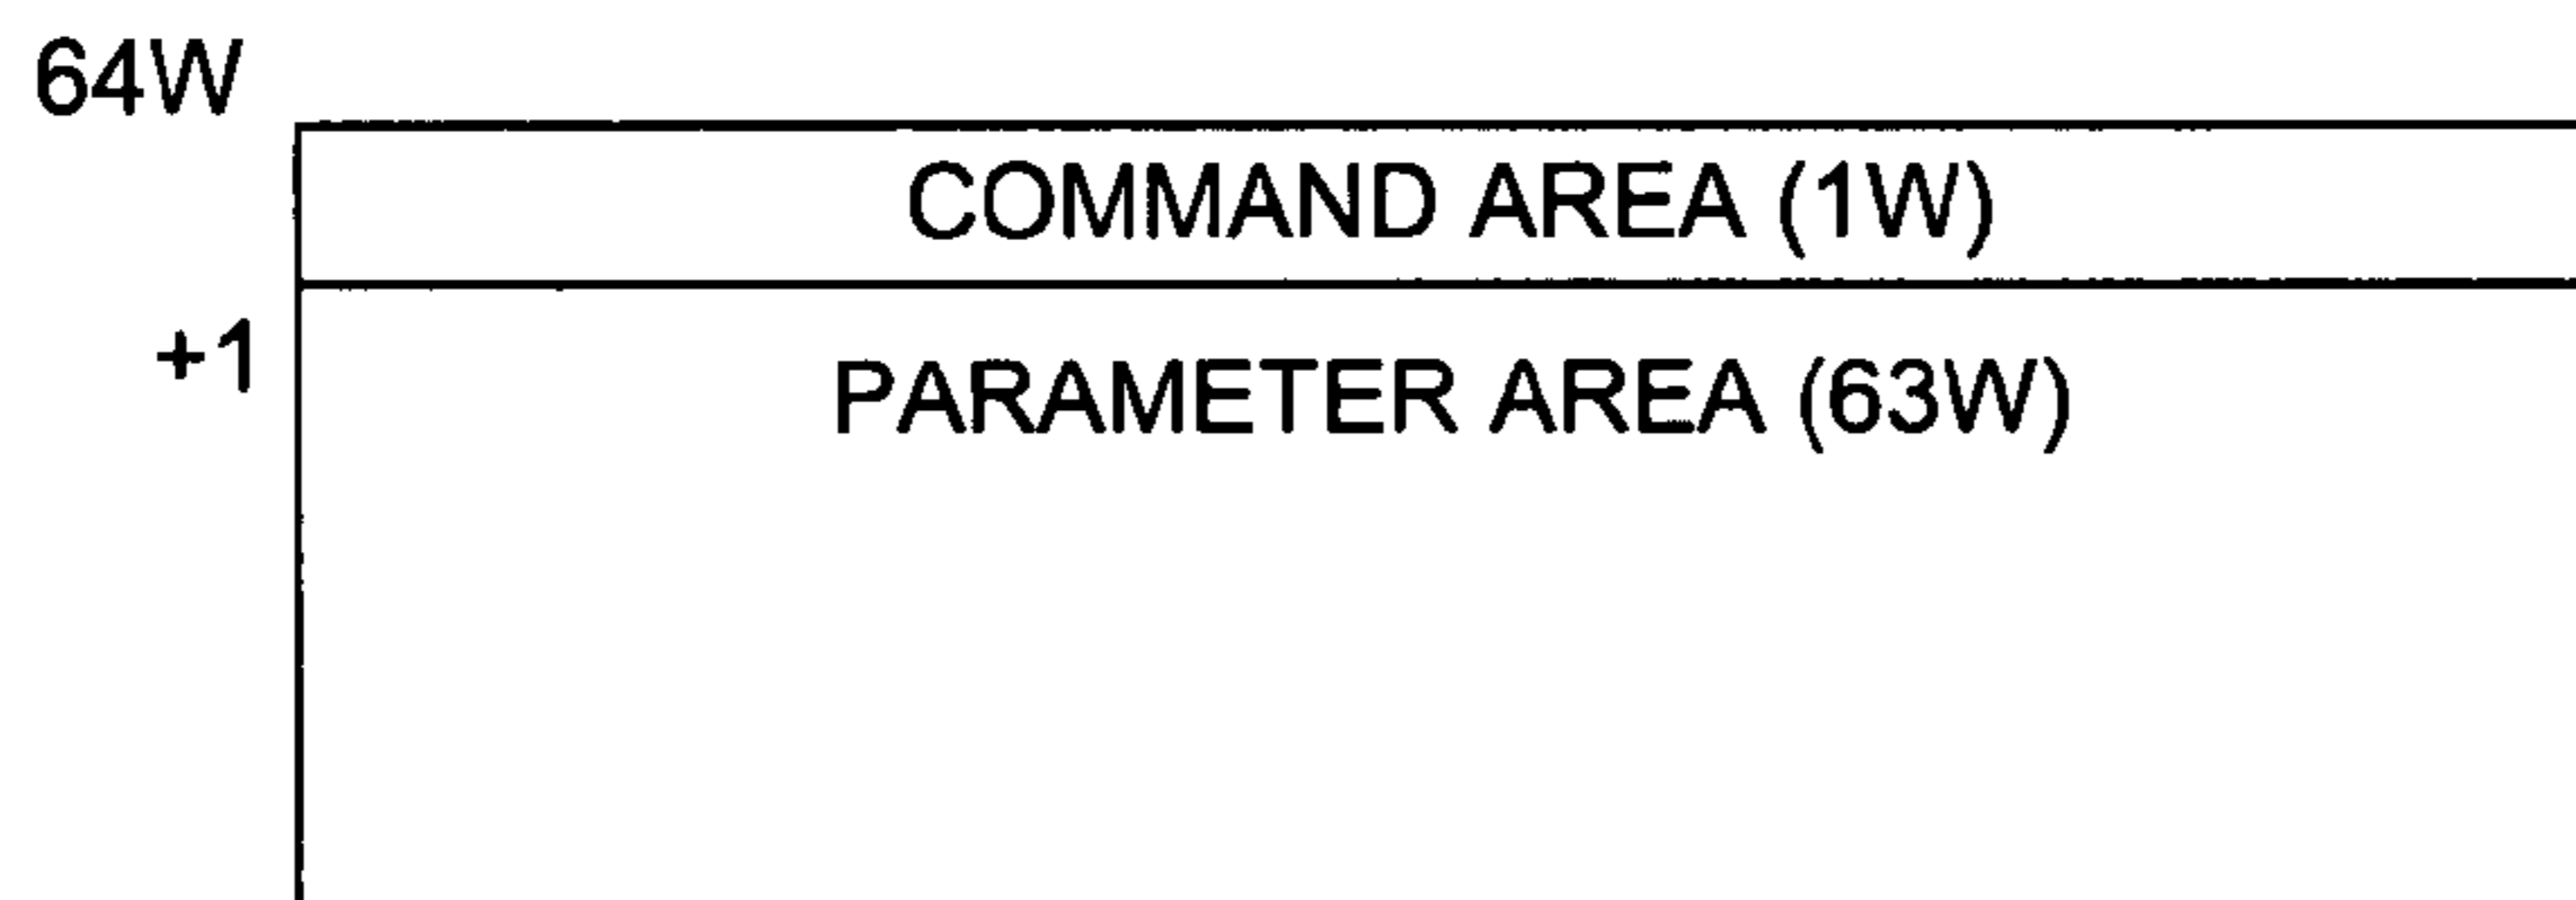 64W
COMMAND AREA (1W)
+1
PARAMETER AREA (63W)